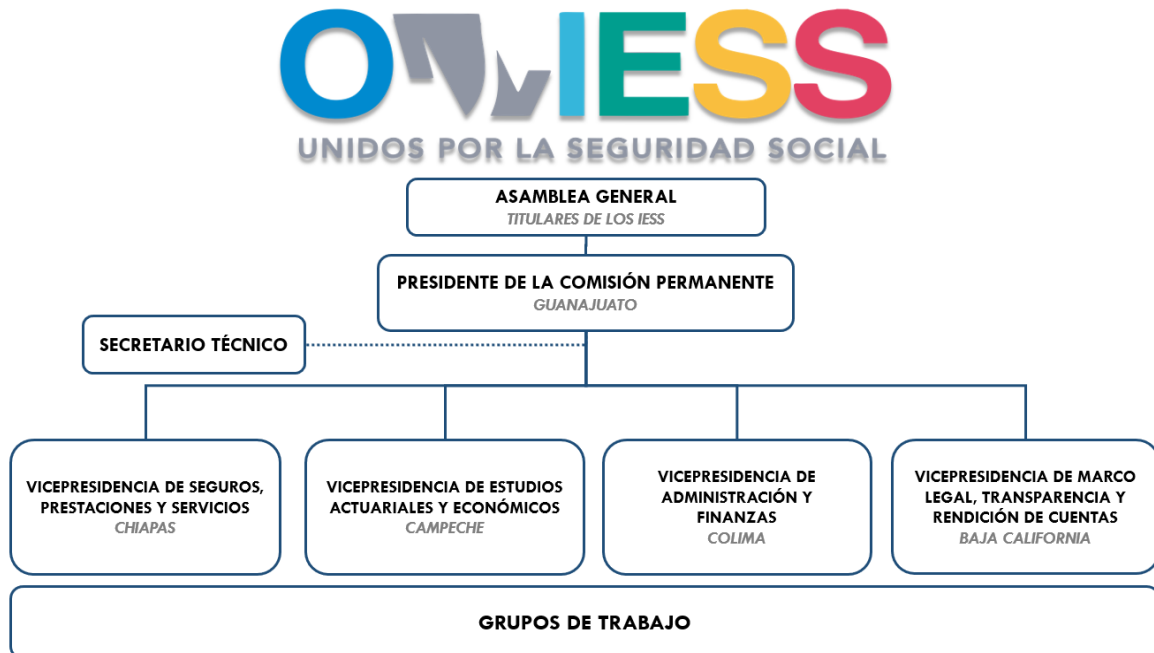 ONIESS
UNIDOS POR LA SEGURIDAD SOCIAL
ASAMBLEA GENERAL
TITULARES DE LOS IESS
PRESIDENTE DE LA COMISIÓN PERMANENTE
GUANAJUATO
SECRETARIO TÉCNICO
VICEPRESIDENCIA DE SEGUROS,
PRESTACIONES Y SERVICIOS
CHIAPAS
VICEPRESIDENCIA DE ESTUDIOS
ACTUARIALES Y ECONÓMICOS
CAMPECHE
VICEPRESIDENCIA DE
ADMINISTRACIÓN Y
FINANZAS
COLIMA
VICEPRESIDENCIA DE MARCO
LEGAL, TRANSPARENCIA Y
RENDICIÓN DE CUENTAS
BAJA CALIFORNIA
GRUPOS DE TRABAJO